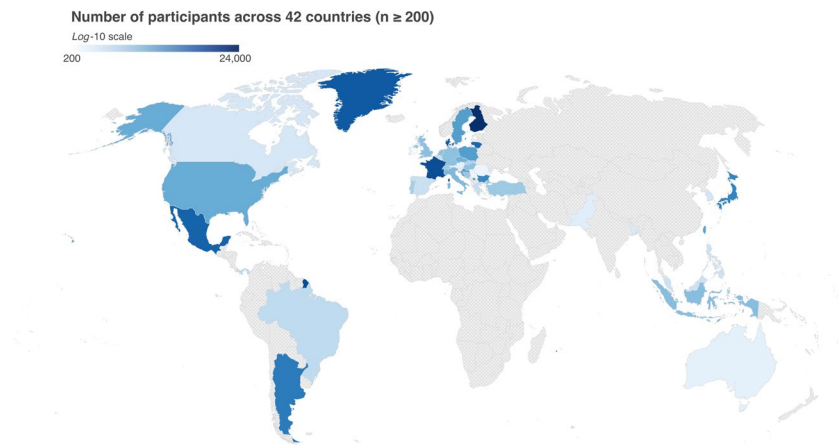 Number of participants across 42 countries (n ≥ 200)
Log-10 scale
200 24,000